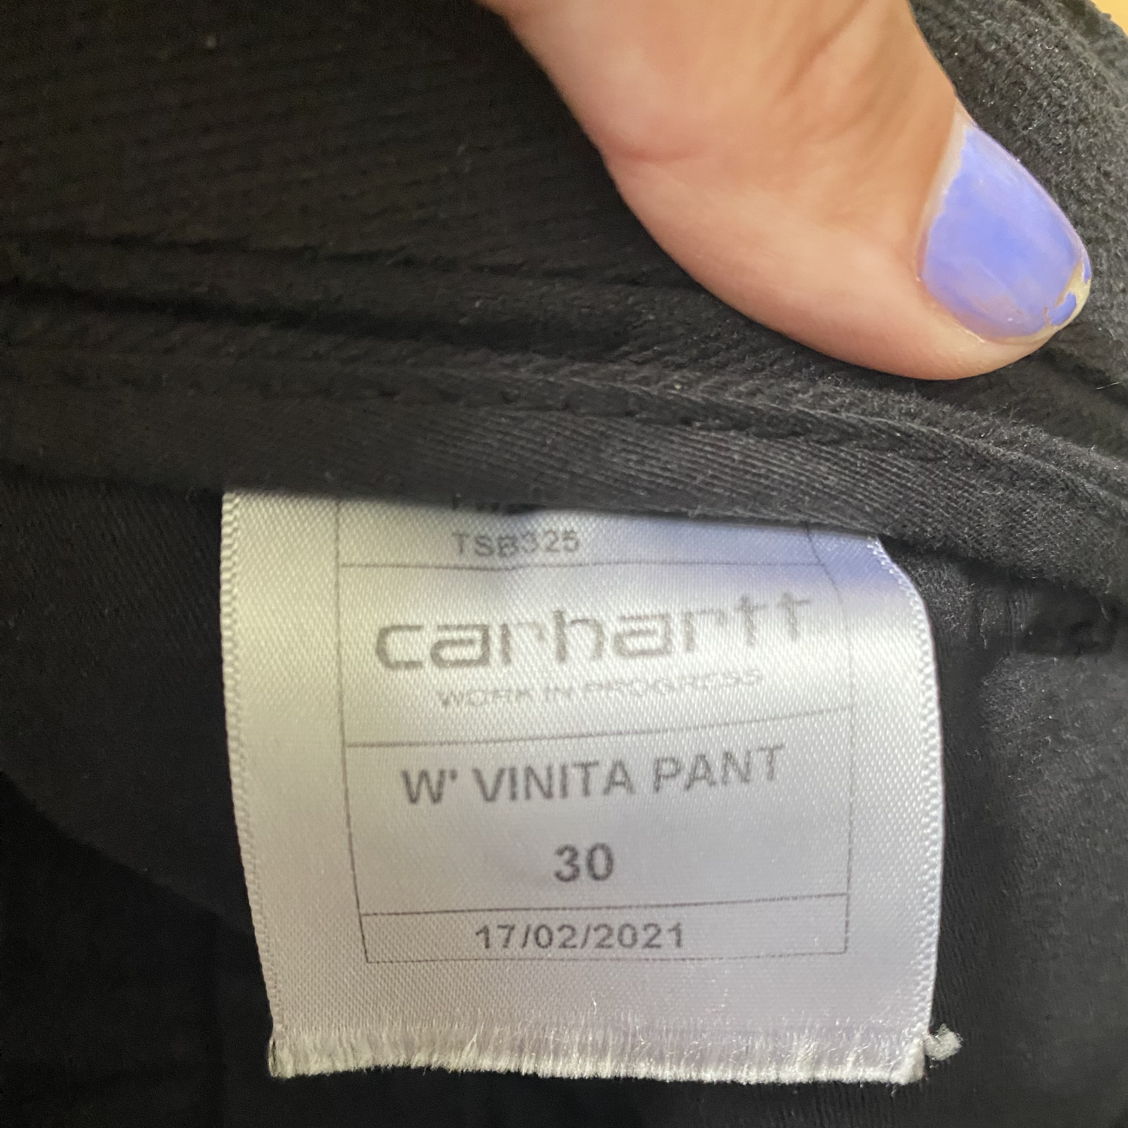 TSB325
carhartt
WORK IN PROGRESS
W' VINITA PANT
30
17/02/2021